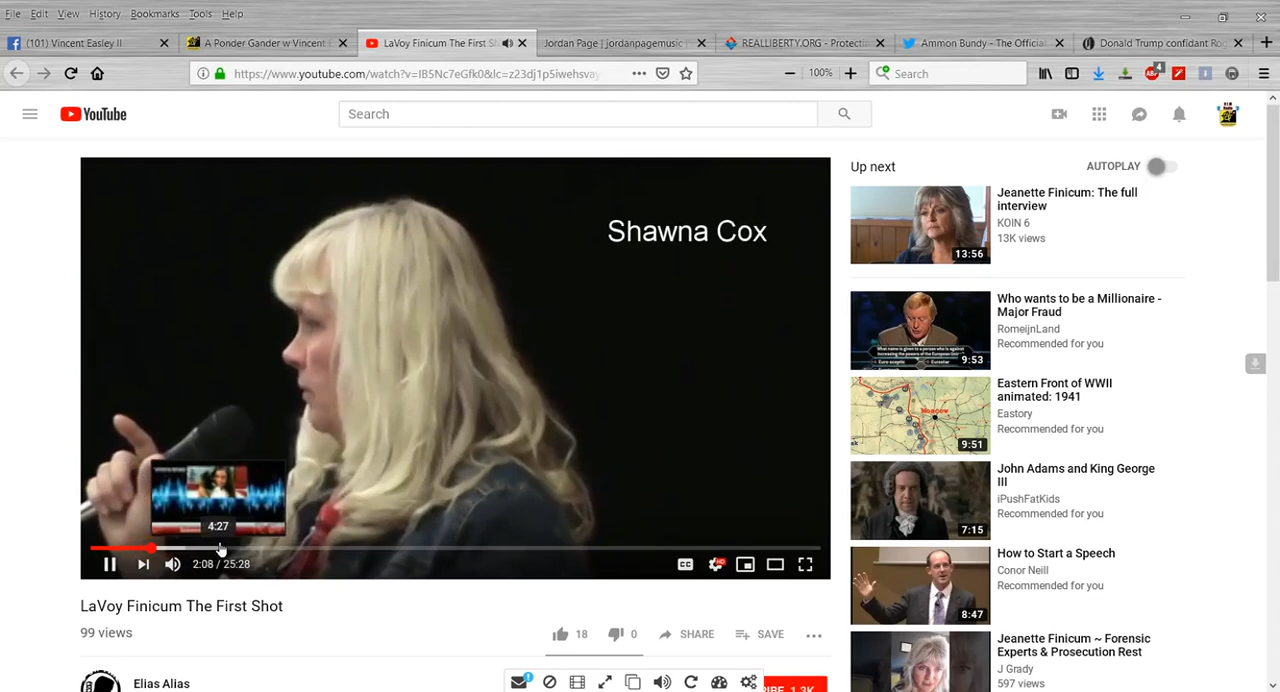 File Edit View History Bookmarks Tools Help
(101) Vincent Easley II
A Ponder Gander w Vincent
LaVoy Finicum The First S
Jordan Page | jordanpagemusic
REALLIBERTY.ORG - Protectin
Ammon Bundy - The Official
Donald Trump confidant Ro
https://www.youtube.com/watch?v=IB5Nc7eGfk0&lc=z23dj1p5iwehsvay
100%
Search
4
YouTube
Search
Shawna Cox
4:27
2:08 / 25:28
HD
LaVoy Finicum The First Shot
99 views
18
0
SHARE
SAVE
Elias Alias
1.3K
Up next
AUTOPLAY
Jeanette Finicum: The full
interview
KOIN 6
13K views
13:56
Who wants to be a Millionaire -
Major Fraud
RomeijnLand
Recommended for you
9:53
Eastern Front of WWII
animated: 1941
Eastory
Recommended for you
MOSCOW
9:51
John Adams and King George
III
iPushFatKids
Recommended for you
7:15
How to Start a Speech
Conor Neill
Recommended for you
8:47
Jeanette Finicum ~ Forensic
Experts & Prosecution Rest
J Grady
597 views